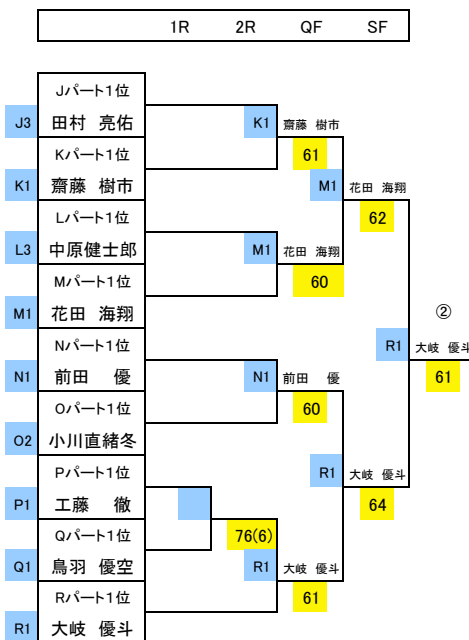 1R 2R QF SF
Jパート1位
J3 田村 亮佑 K1 齋藤 樹市
Kパート1位 61
K1 齋藤 樹市 M1 花田 海翔
Lパート1位 62
L3 中原健士郎 M1 花田 海翔
Mパート1位 60
M1 花田 海翔 ②
Nパート1位 R1 大岐 優斗
N1 前田 優 N1 前田 優 61
Oパート1位 60
O2 小川直緒冬
Pパート1位 R1 大岐 優斗
P1 工藤 徹 64
Qパート1位 76(6)
Q1 鳥羽 優空 R1 大岐 優斗
Rパート1位 61
R1 大岐 優斗